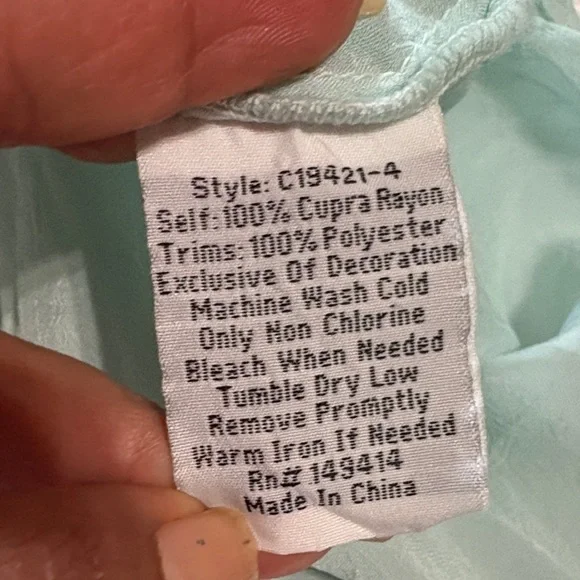 Style: C19421-4
Self:100% Cupra Rayon
Trims:100% Polyester
Exclusive Of Decoration
Machine Wash Cold
Only Non Chlorine
Bleach When Needed
Tumble Dry Low
Remove Promptly
Warm Iron If Needed
Rn# 149414
Made In China